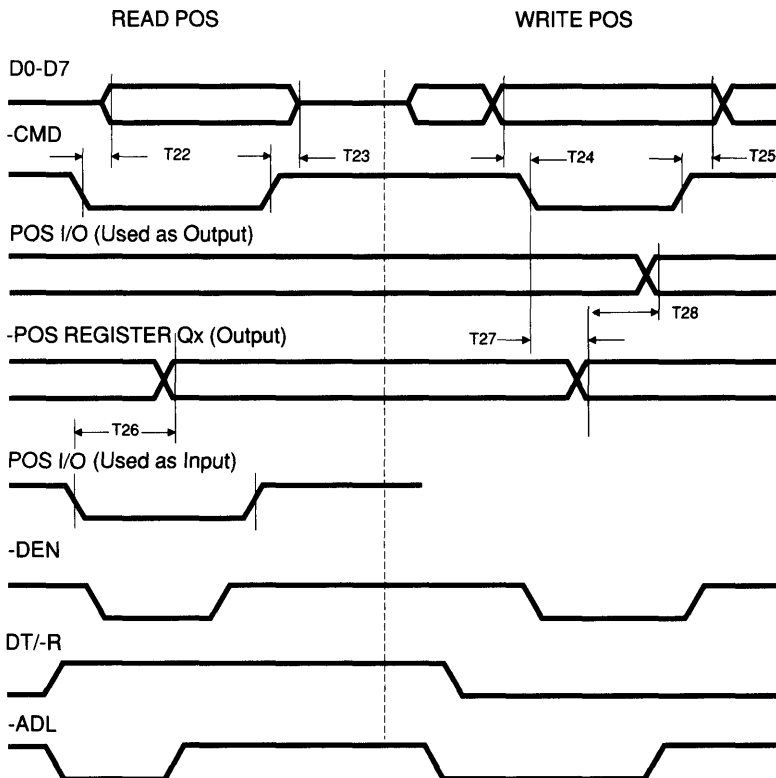 READ POS WRITE POS
D0-D7
-CMD
T22 T23 T24 T25
POS I/O (Used as Output)
T28
-POS REGISTER Qx (Output) T27
T26
POS I/O (Used as Input)
-DEN
DT/-R
-ADL